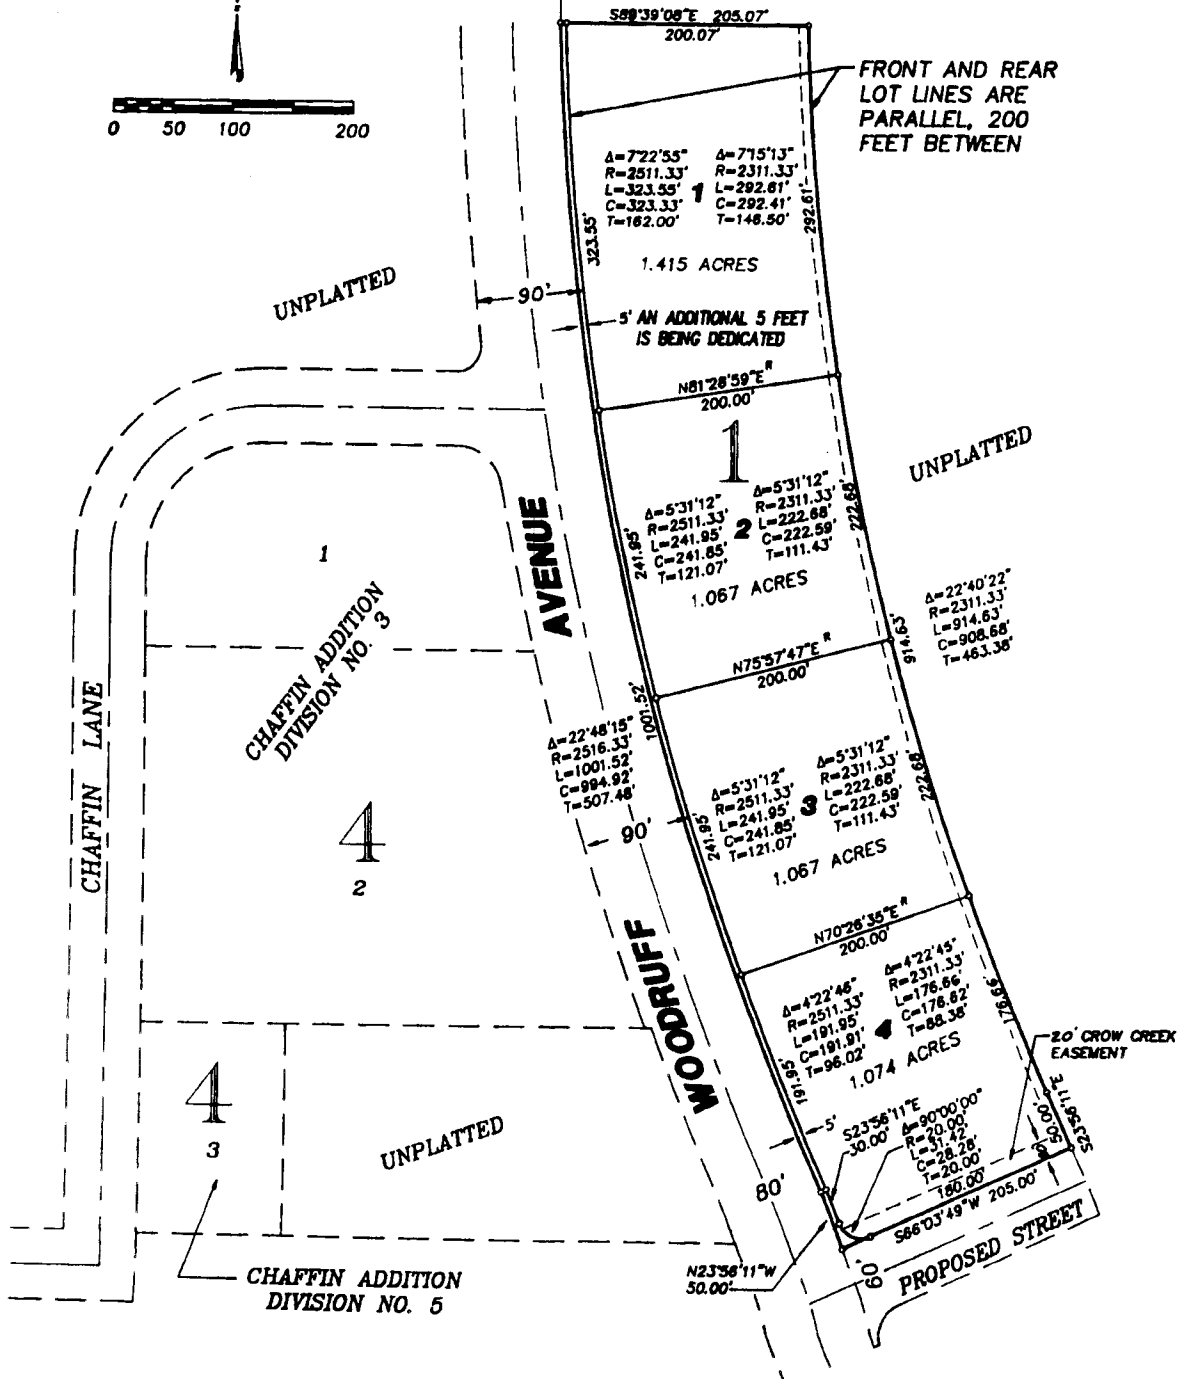 S89°39'08"E 205.07'
200.07'
FRONT AND REAR
LOT LINES ARE
PARALLEL, 200
FEET BETWEEN
0 50 100 200
Δ=7°22'55"
R=2511.33'
L=323.55'
C=323.33'
T=162.00'
1
Δ=7°15'13"
R=2311.33'
L=292.61'
C=292.41'
T=146.50'
323.55'
292.61'
1.415 ACRES
UNPLATTED
90'
5' AN ADDITIONAL 5 FEET
IS BEING DEDICATED
N81°28'59"E R
200.00'
1
UNPLATTED
Δ=5°31'12"
R=2511.33'
L=241.95'
C=241.85'
T=121.07'
2
Δ=5°31'12"
R=2311.33'
L=222.68'
C=222.59'
T=111.43'
241.95'
222.68'
1.067 ACRES
AVENUE
1
CHAFFIN ADDITION
DIVISION NO. 3
N75°57'47"E R
200.00'
914.63'
Δ=22°40'22"
R=2311.33'
L=914.63'
C=908.68'
T=463.38'
1001.52'
Δ=22°48'15"
R=2516.33'
L=1001.52'
C=994.92'
T=507.48'
CHAFFIN LANE
4
2
90'
Δ=5°31'12"
R=2511.33'
L=241.95'
C=241.85'
T=121.07'
3
Δ=5°31'12"
R=2311.33'
L=222.68'
C=222.59'
T=111.43'
241.95'
222.68'
1.067 ACRES
WOODRUFF
N70°26'35"E R
200.00'
Δ=4°22'46"
R=2511.33'
L=191.95'
C=191.91'
T=96.02'
4
Δ=4°22'45"
R=2311.33'
L=176.66'
C=176.62'
T=88.38'
191.95'
176.66'
1.074 ACRES
20' CROW CREEK
EASEMENT
4
3
UNPLATTED
5'
S23°56'11"E
30.00'
Δ=90°00'00"
R=20.00'
L=31.42'
C=28.28'
T=20.00'
180.00'
S66°03'49"W 205.00'
50.00'
S23°56'11"E
80'
N23°56'11"W
50.00'
60'
PROPOSED STREET
CHAFFIN ADDITION
DIVISION NO. 5